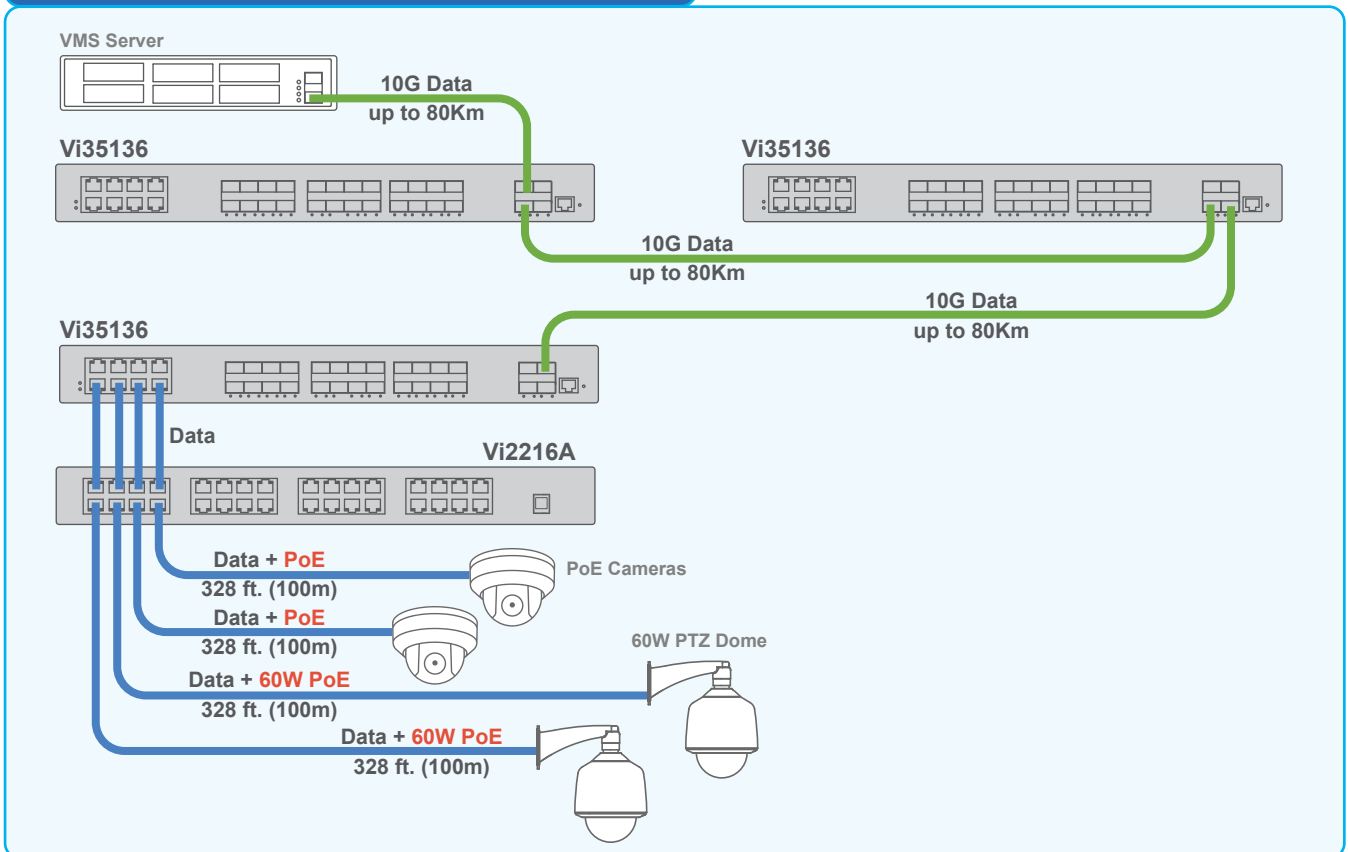 VMS Server
10G Data
up to 80Km
Vi35136
Vi35136
10G Data
up to 80Km
10G Data
up to 80Km
Vi35136
Data
Vi2216A
Data + PoE
328 ft. (100m)
PoE Cameras
Data + PoE
328 ft. (100m)
60W PTZ Dome
Data + 60W PoE
328 ft. (100m)
Data + 60W PoE
328 ft. (100m)